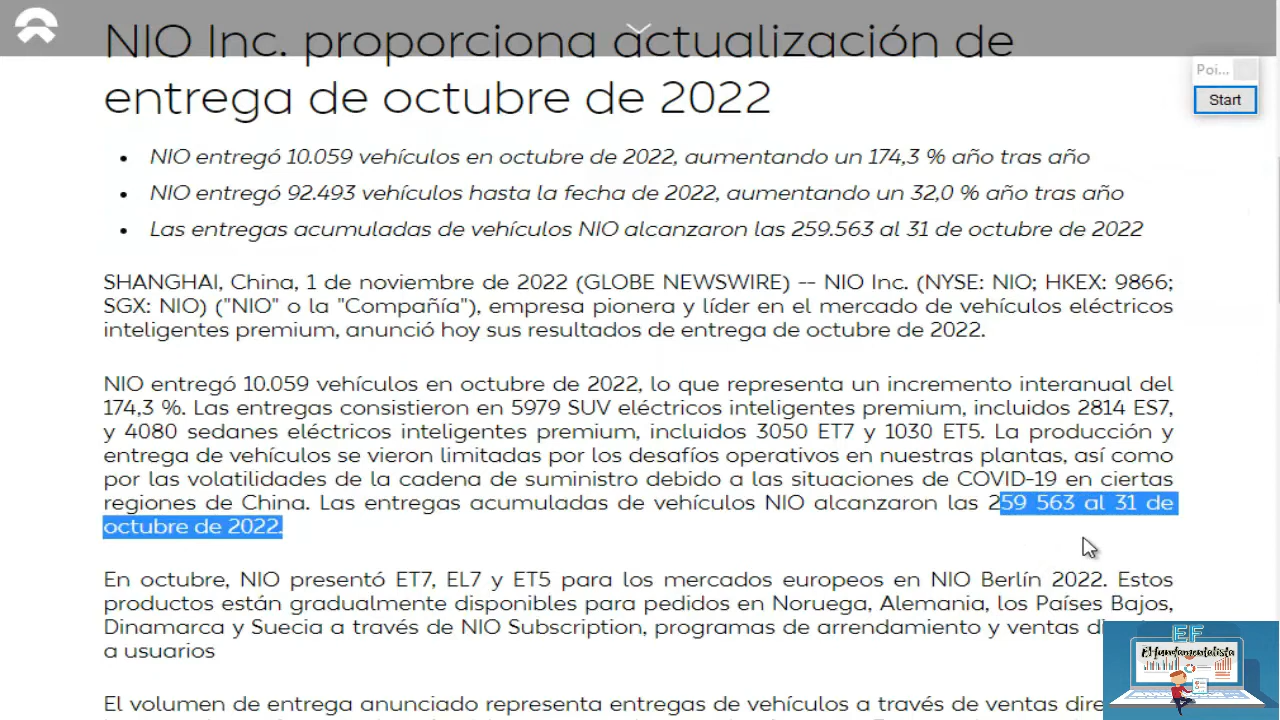 NIO Inc. proporciona actualización de
entrega de octubre de 2022
Poi...
Start
• NIO entregó 10.059 vehículos en octubre de 2022, aumentando un 174,3 % año tras año
• NIO entregó 92.493 vehículos hasta la fecha de 2022, aumentando un 32,0 % año tras año
• Las entregas acumuladas de vehículos NIO alcanzaron las 259.563 al 31 de octubre de 2022
SHANGHAI, China, 1 de noviembre de 2022 (GLOBE NEWSWIRE) -- NIO Inc. (NYSE: NIO; HKEX: 9866;
SGX: NIO) ("NIO" o la "Compañía"), empresa pionera y líder en el mercado de vehículos eléctricos
inteligentes premium, anunció hoy sus resultados de entrega de octubre de 2022.
NIO entregó 10.059 vehículos en octubre de 2022, lo que representa un incremento interanual del
174,3 %. Las entregas consistieron en 5979 SUV eléctricos inteligentes premium, incluidos 2814 ES7,
y 4080 sedanes eléctricos inteligentes premium, incluidos 3050 ET7 y 1030 ET5. La producción y
entrega de vehículos se vieron limitadas por los desafíos operativos en nuestras plantas, así como
por las volatilidades de la cadena de suministro debido a las situaciones de COVID-19 en ciertas
regiones de China. Las entregas acumuladas de vehículos NIO alcanzaron las 259 563 al 31 de
octubre de 2022.
En octubre, NIO presentó ET7, EL7 y ET5 para los mercados europeos en NIO Berlín 2022. Estos
productos están gradualmente disponibles para pedidos en Noruega, Alemania, los Países Bajos,
Dinamarca y Suecia a través de NIO Subscription, programas de arrendamiento y ventas
a usuarios
El volumen de entrega anunciado representa entregas de vehículos a través de ventas
EF
El fundamentalista